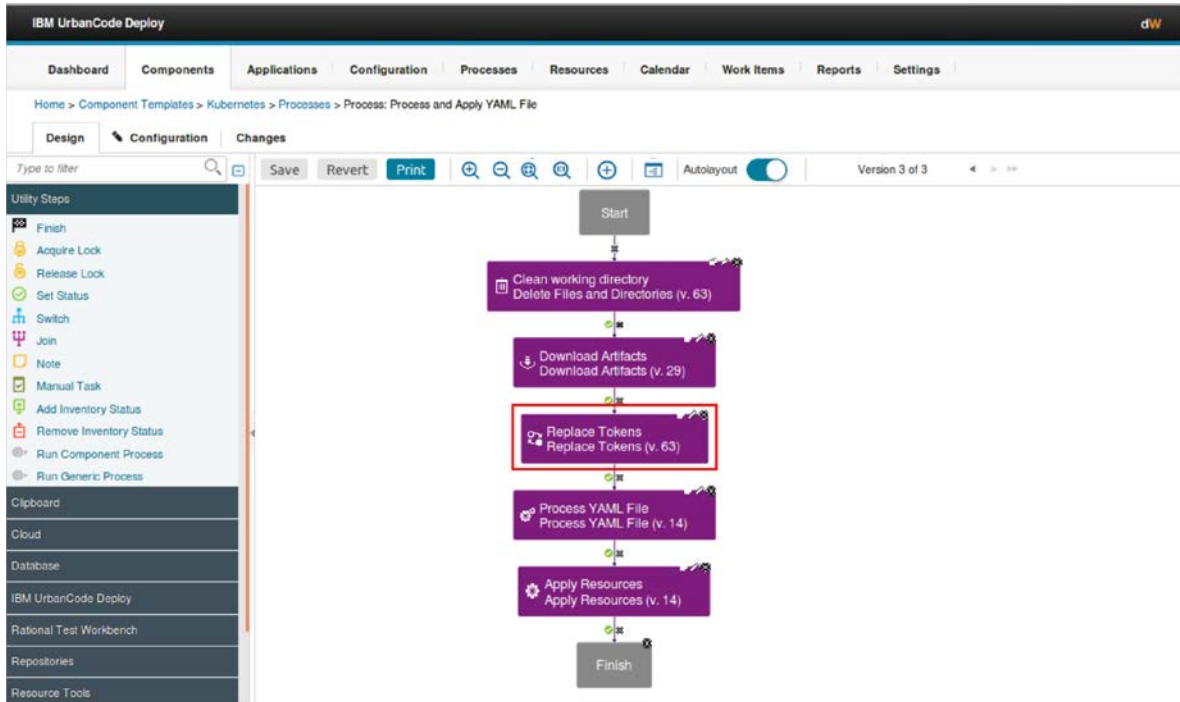 IBM UrbanCode Deploy
dW
Dashboard Components Applications Configuration Processes Resources Calendar Work Items Reports Settings
Home > Component Templates > Kubernetes > Processes > Process: Process and Apply YAML File
Design Configuration Changes
Type to filter
Save Revert Print Autolayout Version 3 of 3
Utility Steps
Finish
Acquire Lock
Release Lock
Set Status
Switch
Join
Note
Manual Task
Add Inventory Status
Remove Inventory Status
Run Component Process
Run Generic Process
Clipboard
Cloud
Database
IBM UrbanCode Deploy
Rational Test Workbench
Repositories
Resource Tools
Start
Clean working directory
Delete Files and Directories (v. 63)
Download Artifacts
Download Artifacts (v. 29)
Replace Tokens
Replace Tokens (v. 63)
Process YAML File
Process YAML File (v. 14)
Apply Resources
Apply Resources (v. 14)
Finish